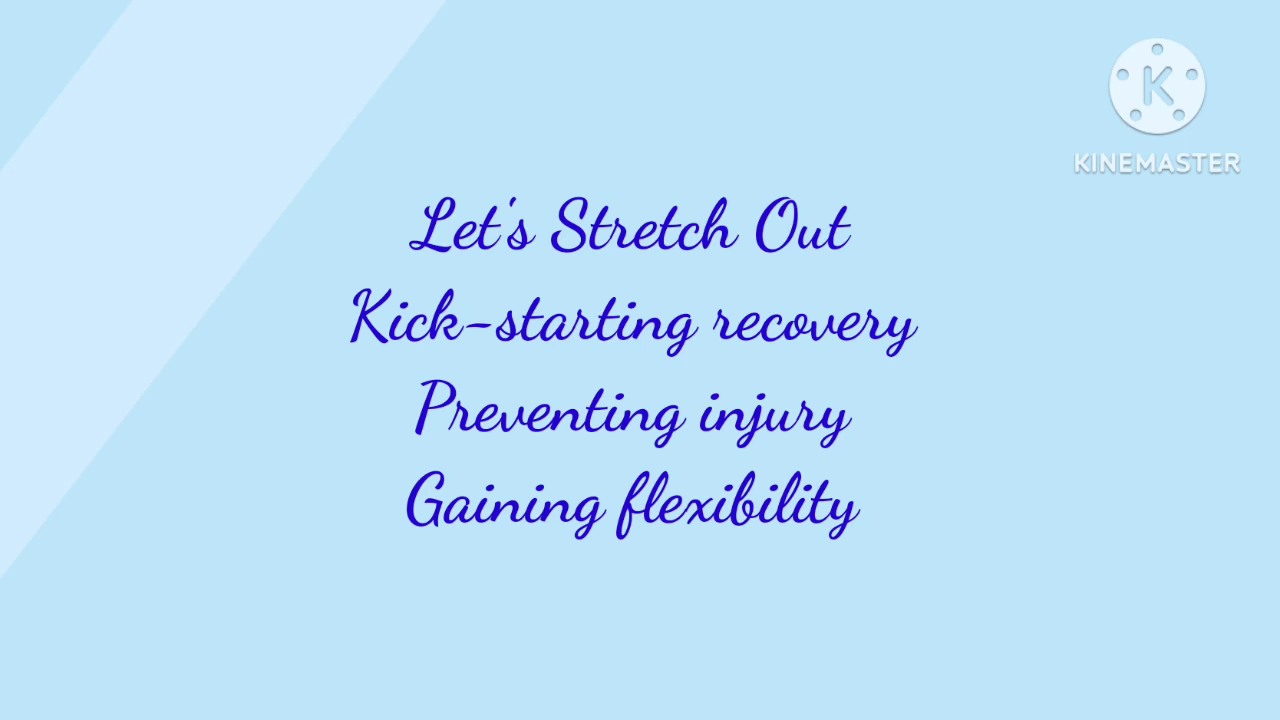 K
KINEMASTER
Let's Stretch Out
Kick-starting recovery
Preventing injury
Gaining flexibility